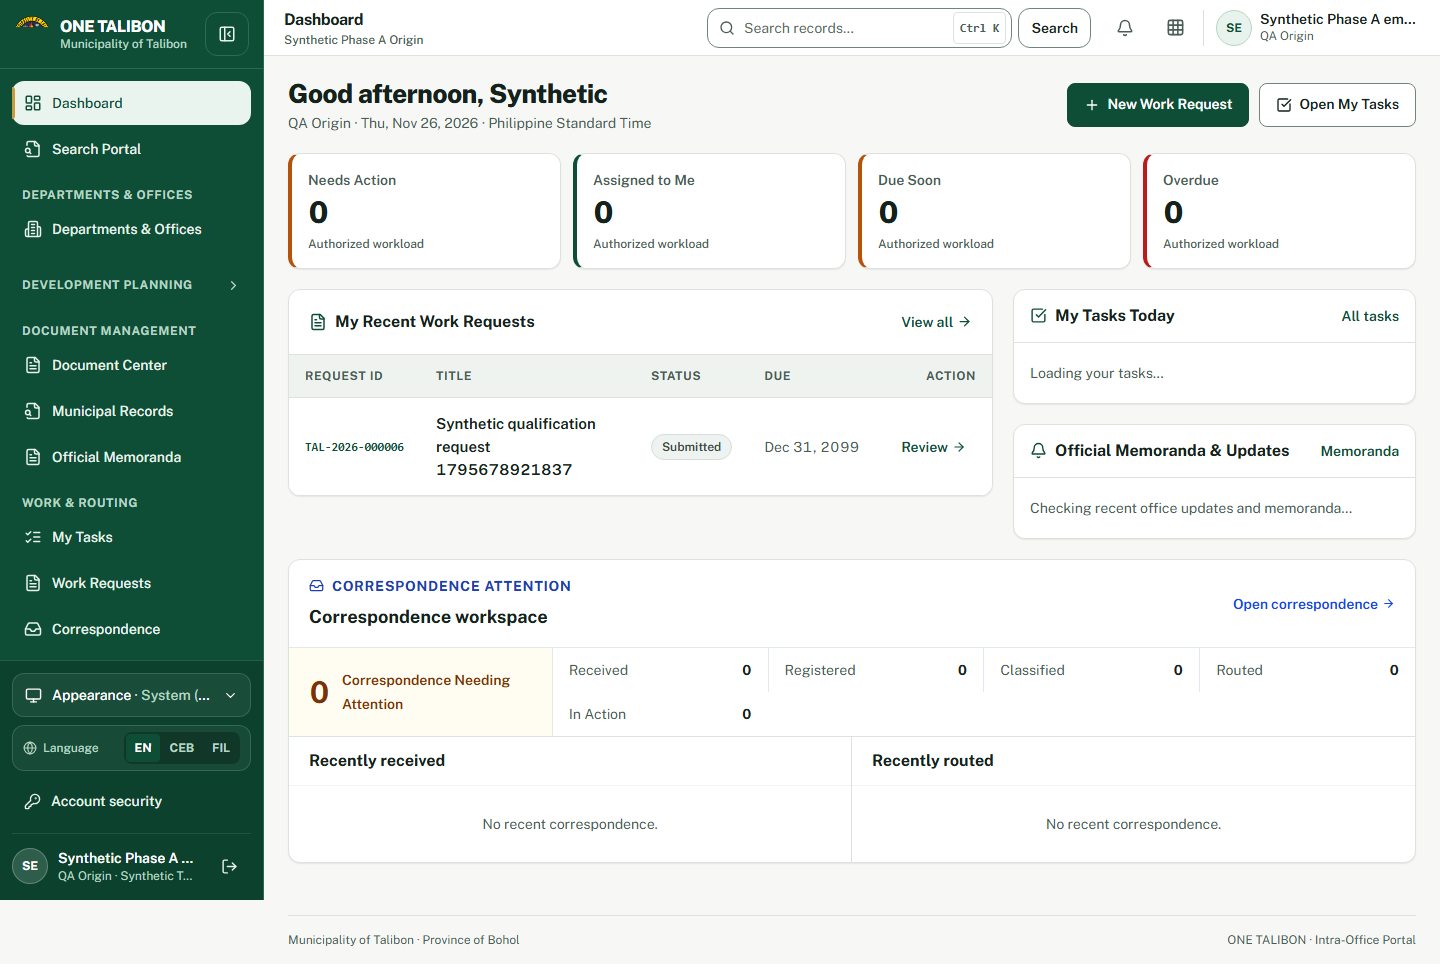 ONE TALIBON
Municipality of Talibon
Dashboard
Search Portal
DEPARTMENTS & OFFICES
Departments & Offices
DEVELOPMENT PLANNING
DOCUMENT MANAGEMENT
Document Center
Municipal Records
Official Memoranda
WORK & ROUTING
My Tasks
Work Requests
Correspondence
Appearance · System (...
Language EN CEB FIL
Account security
SE Synthetic Phase A ...
QA Origin · Synthetic T...
Dashboard
Synthetic Phase A Origin
Search records... Ctrl K Search
SE Synthetic Phase A em...
QA Origin
Good afternoon, Synthetic
QA Origin · Thu, Nov 26, 2026 · Philippine Standard Time
New Work Request Open My Tasks
Needs Action
0
Authorized workload
Assigned to Me
0
Authorized workload
Due Soon
0
Authorized workload
Overdue
0
Authorized workload
My Recent Work Requests View all
REQUEST ID TITLE STATUS DUE ACTION
TAL-2026-000006 Synthetic qualification request 1795678921837 Submitted Dec 31, 2099 Review
My Tasks Today All tasks
Loading your tasks...
Official Memoranda & Updates Memoranda
Checking recent office updates and memoranda...
CORRESPONDENCE ATTENTION
Correspondence workspace
Open correspondence
0 Correspondence Needing
Attention
Received 0 Registered 0 Classified 0 Routed 0
In Action 0
Recently received
No recent correspondence.
Recently routed
No recent correspondence.
Municipality of Talibon · Province of Bohol
ONE TALIBON · Intra-Office Portal